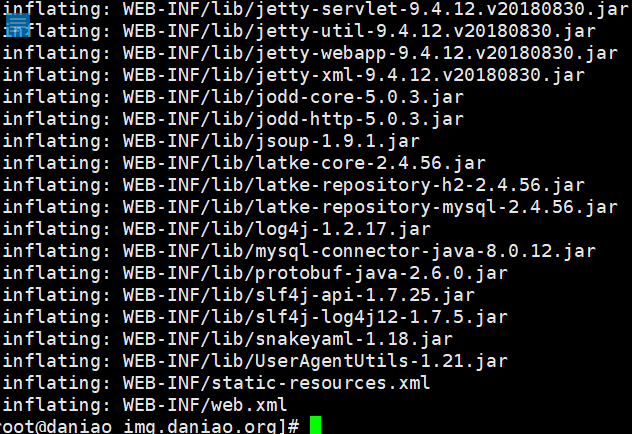 inflating: WEB-INF/lib/jetty-servlet-9.4.12.v20180830.jar
inflating: WEB-INF/lib/jetty-util-9.4.12.v20180830.jar
inflating: WEB-INF/lib/jetty-webapp-9.4.12.v20180830.jar
inflating: WEB-INF/lib/jetty-xml-9.4.12.v20180830.jar
inflating: WEB-INF/lib/jodd-core-5.0.3.jar
inflating: WEB-INF/lib/jodd-http-5.0.3.jar
inflating: WEB-INF/lib/jsoup-1.9.1.jar
inflating: WEB-INF/lib/latke-core-2.4.56.jar
inflating: WEB-INF/lib/latke-repository-h2-2.4.56.jar
inflating: WEB-INF/lib/latke-repository-mysql-2.4.56.jar
inflating: WEB-INF/lib/log4j-1.2.17.jar
inflating: WEB-INF/lib/mysql-connector-java-8.0.12.jar
inflating: WEB-INF/lib/protobuf-java-2.6.0.jar
inflating: WEB-INF/lib/slf4j-api-1.7.25.jar
inflating: WEB-INF/lib/slf4j-log4j12-1.7.5.jar
inflating: WEB-INF/lib/snakeyaml-1.18.jar
inflating: WEB-INF/lib/UserAgentUtils-1.21.jar
inflating: WEB-INF/static-resources.xml
inflating: WEB-INF/web.xml
root@daniao img.daniao.org]#